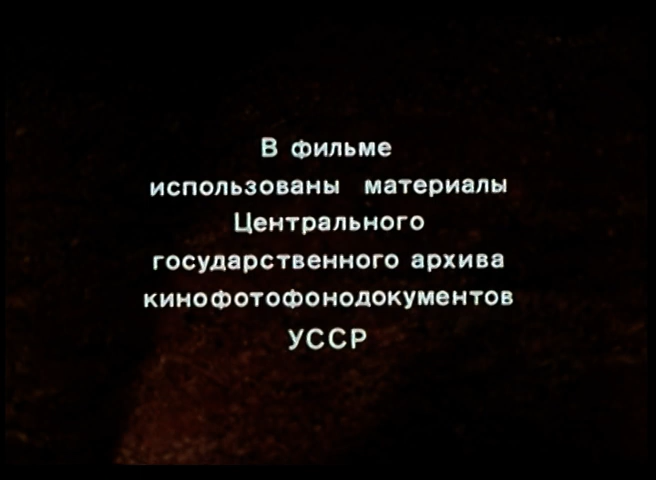 В фильме
использованы материалы
Центрального
государственного архива
кинофотофонодокументов
УССР